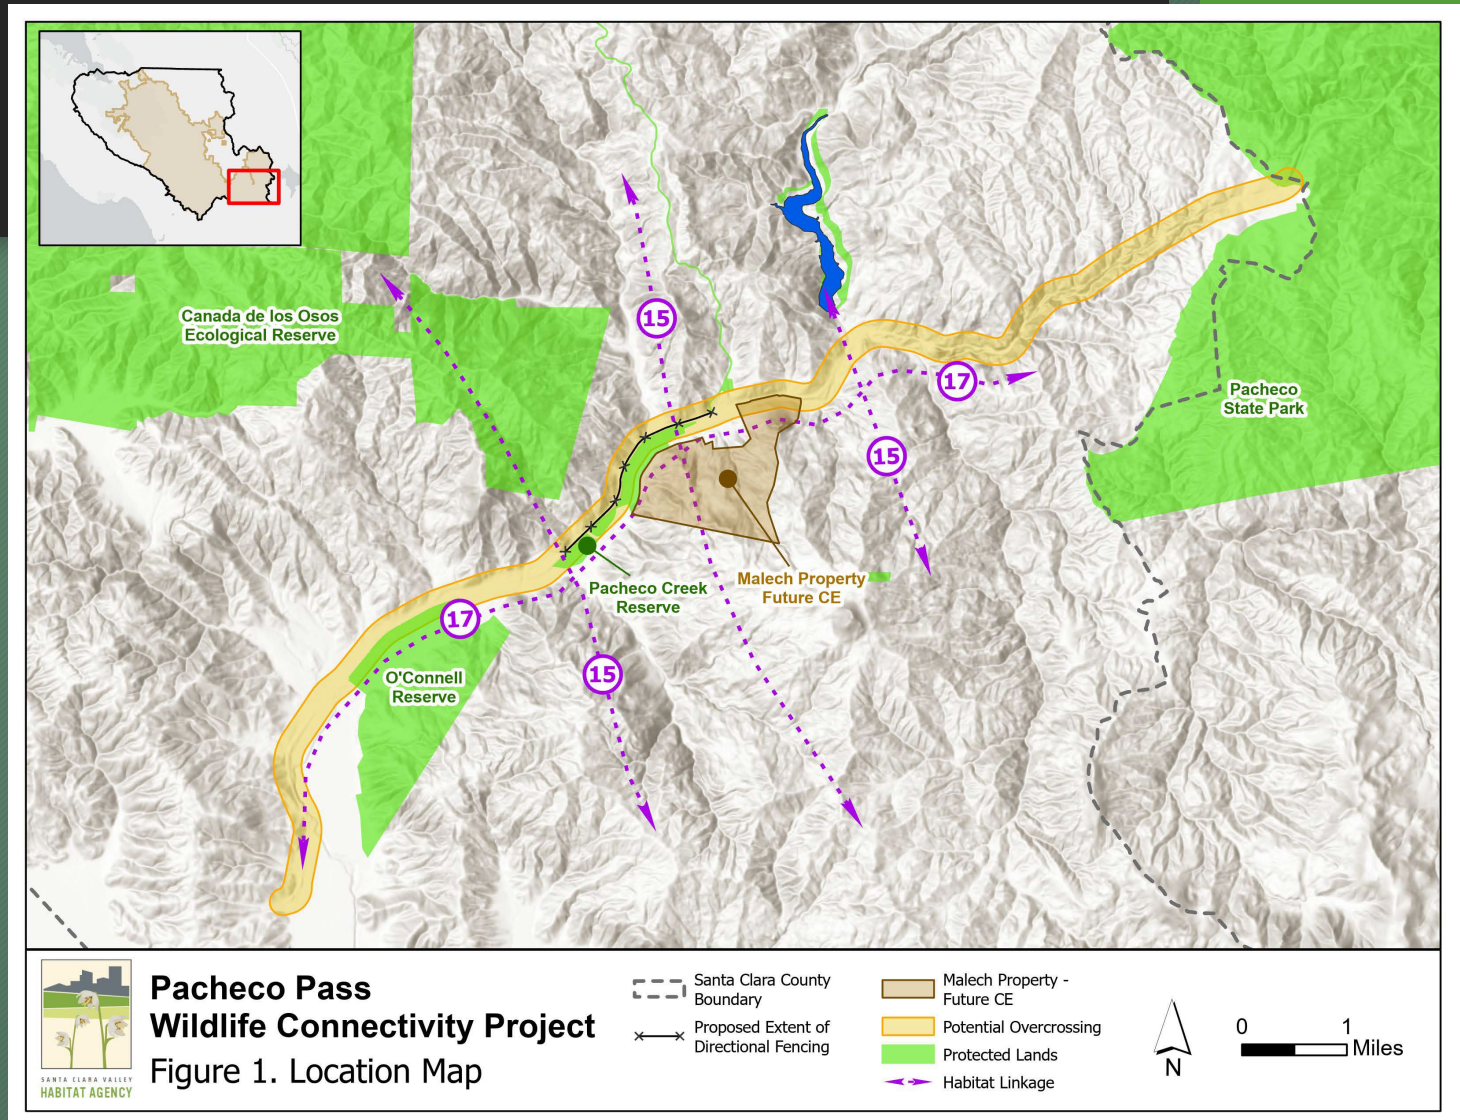 Canada de los Osos
Ecological Reserve
15
17
Pacheco
State Park
15
Malech Property
Future CE
Pacheco Creek
Reserve
17
15
O'Connell
Reserve
Pacheco Pass
Wildlife Connectivity Project
Figure 1. Location Map
SANTA CLARA VALLEY
HABITAT AGENCY
Santa Clara County
Boundary
Proposed Extent of
Directional Fencing
Malech Property -
Future CE
Potential Overcrossing
Protected Lands
Habitat Linkage
N
0 1
Miles